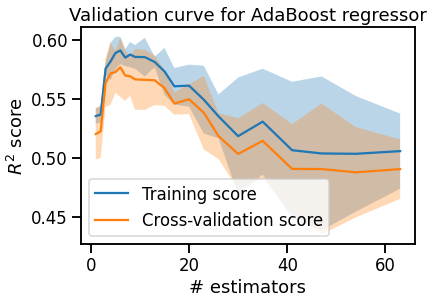 Validation curve for AdaBoost regressor
0.60
0.55
0.50
0.45
R² score
Training score
Cross-validation score
0
20
40
60
# estimators